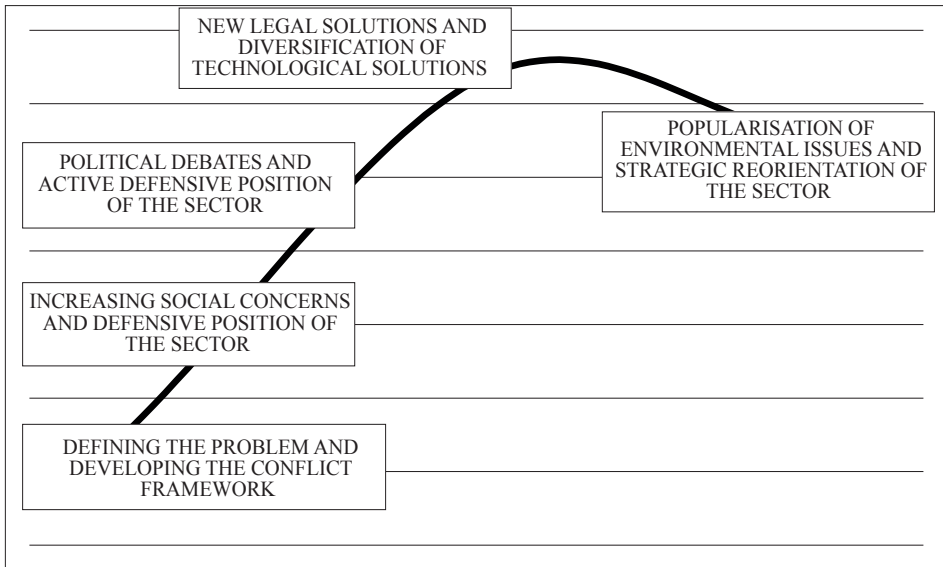 NEW LEGAL SOLUTIONS AND
DIVERSIFICATION OF
TECHNOLOGICAL SOLUTIONS
POPULARISATION OF
ENVIRONMENTAL ISSUES AND
STRATEGIC REORIENTATION OF
THE SECTOR
POLITICAL DEBATES AND
ACTIVE DEFENSIVE POSITION
OF THE SECTOR
INCREASING SOCIAL CONCERNS
AND DEFENSIVE POSITION OF
THE SECTOR
DEFINING THE PROBLEM AND
DEVELOPING THE CONFLICT
FRAMEWORK